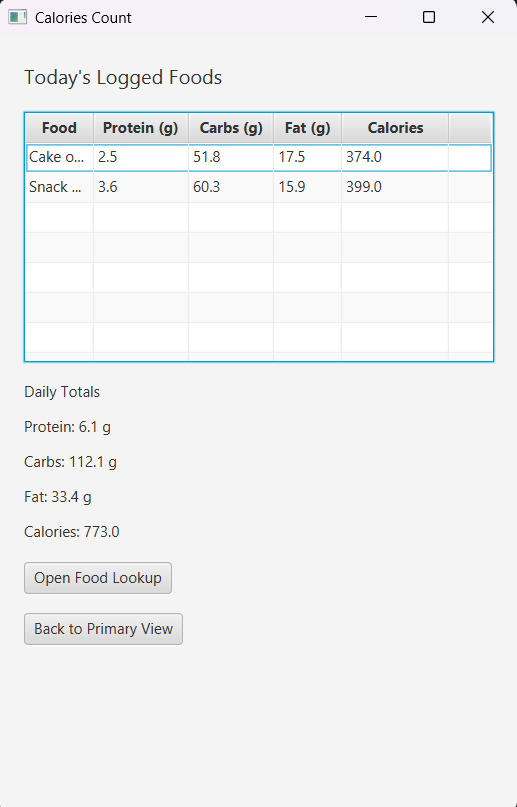 Calories Count
Today's Logged Foods
Food Protein (g) Carbs (g) Fat (g) Calories
Cake o... 2.5 51.8 17.5 374.0
Snack ... 3.6 60.3 15.9 399.0
Daily Totals
Protein: 6.1 g
Carbs: 112.1 g
Fat: 33.4 g
Calories: 773.0
Open Food Lookup
Back to Primary View